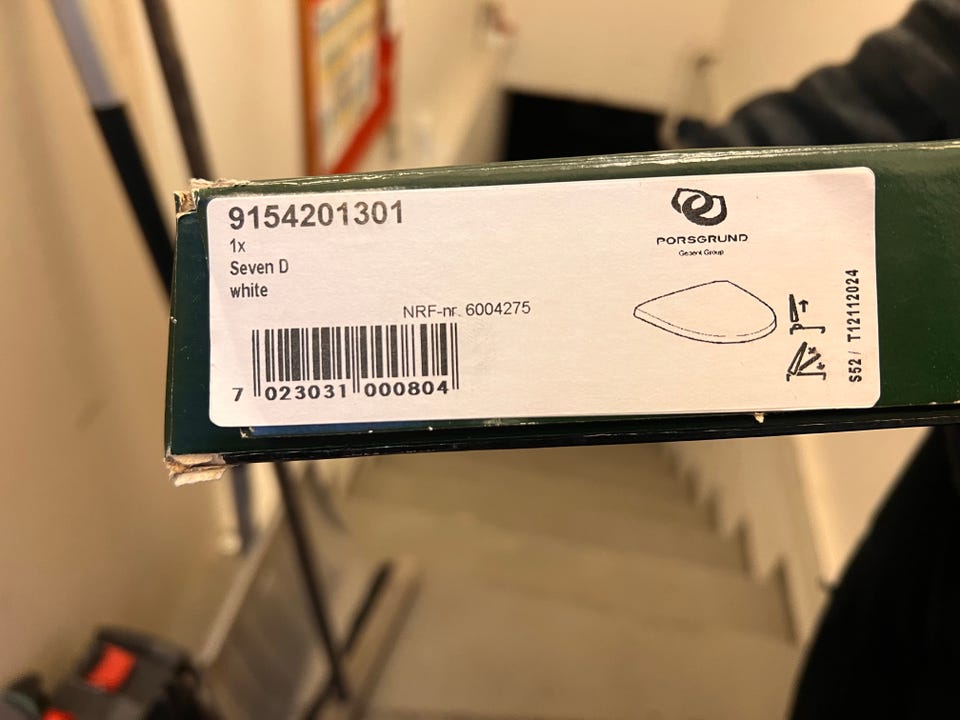 9154201301
1x
Seven D
white
NRF-nr. 6004275
7 023031 000804
PORSGRUND
Geberit Group
S52 / T12112024